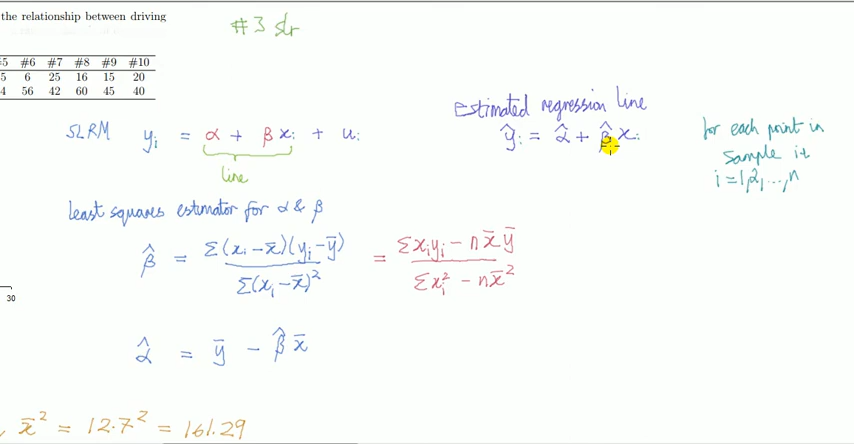 the relationship between driving
#3 slr
#5 #6 #7 #8 #9 #10
5 6 25 16 15 20
4 56 42 60 45 40
estimated regression line
SLRM yᵢ = α + βxᵢ + uᵢ
line
ŷᵢ = α̂ + β̂xᵢ
for each point in
sample i.e
i = 1,2,...,n
least squares estimator for α & β
β̂ = Σ(xᵢ-x̄)(yᵢ-ȳ) / Σ(xᵢ-x̄)² = Σxᵢyᵢ - nx̄ȳ / Σxᵢ² - nx̄²
30
α̂ = ȳ - β̂x̄
x̄² = 12.7² = 161.29